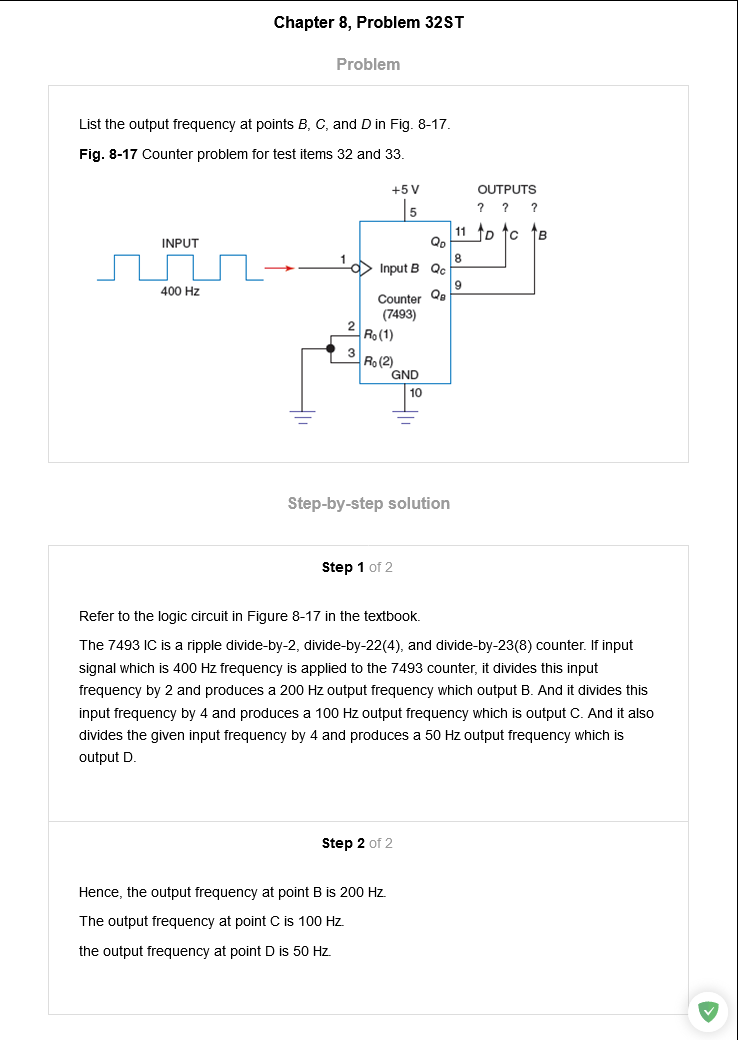 Chapter 8, Problem 32ST
Problem
List the output frequency at points B, C, and D in Fig. 8-17.
Fig. 8-17 Counter problem for test items 32 and 33.
+5 V
OUTPUTS
5
? ? ?
INPUT
11
D C B
QD
1
Input B
QC
8
400 Hz
Counter
QB
9
(7493)
2
R0(1)
3
R0(2)
GND
10
Step-by-step solution
Step 1 of 2
Refer to the logic circuit in Figure 8-17 in the textbook.
The 7493 IC is a ripple divide-by-2, divide-by-22(4), and divide-by-23(8) counter. If input
signal which is 400 Hz frequency is applied to the 7493 counter, it divides this input
frequency by 2 and produces a 200 Hz output frequency which output B. And it divides this
input frequency by 4 and produces a 100 Hz output frequency which is output C. And it also
divides the given input frequency by 4 and produces a 50 Hz output frequency which is
output D.
Step 2 of 2
Hence, the output frequency at point B is 200 Hz.
The output frequency at point C is 100 Hz.
the output frequency at point D is 50 Hz.